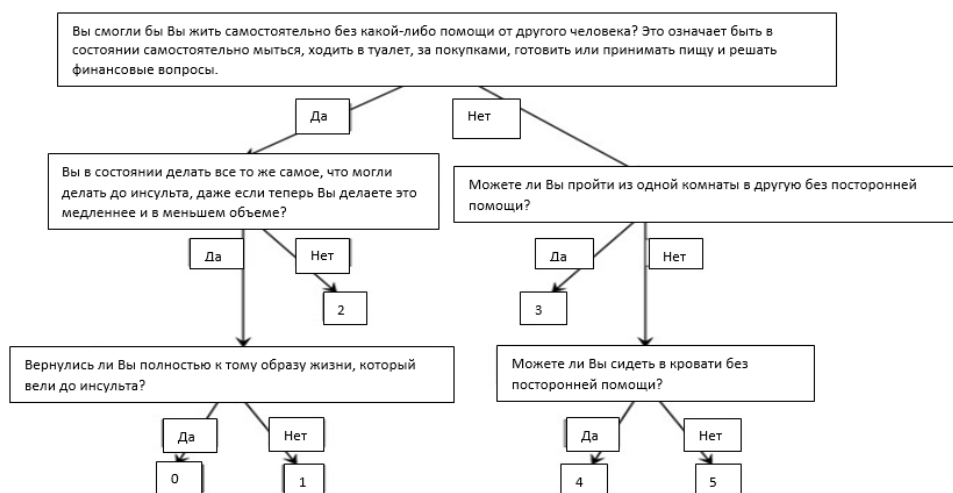 Вы смогли бы Вы жить самостоятельно без какой-либо помощи от другого человека? Это означает быть в
состоянии самостоятельно мыться, ходить в туалет, за покупками, готовить или принимать пищу и решать
финансовые вопросы.
Да
Нет
Вы в состоянии делать все то же самое, что могли
делать до инсульта, даже если теперь Вы делаете это
медленнее и в меньшем объеме?
Можете ли Вы пройти из одной комнаты в другую без посторонней
помощи?
Да
Нет
Да
Нет
2
3
Вернулись ли Вы полностью к тому образу жизни, который
вели до инсульта?
Можете ли Вы сидеть в кровати без
посторонней помощи?
Да
Нет
Да
Нет
0
1
4
5